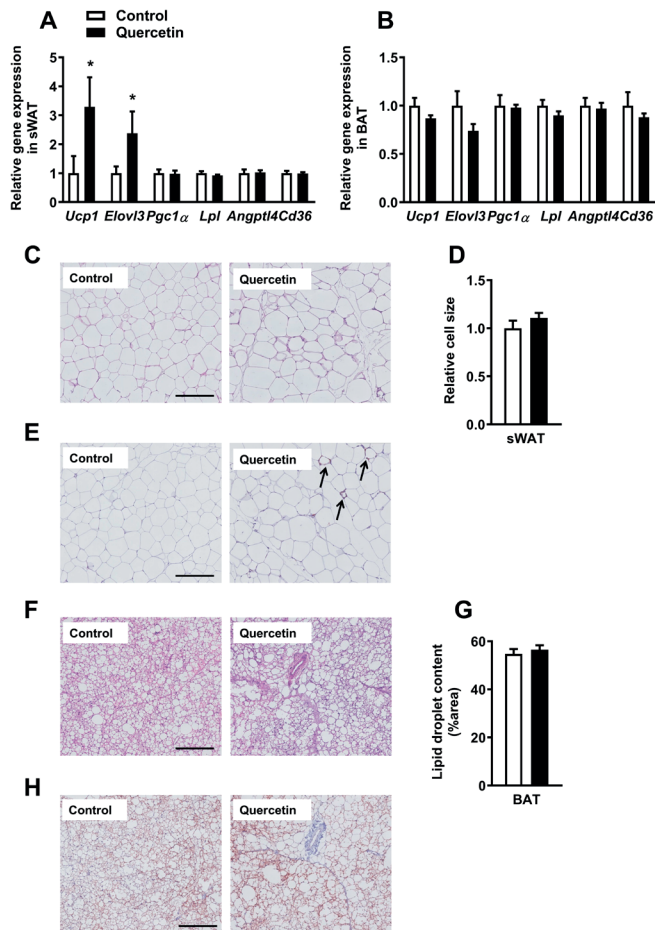 A
Control
Quercetin
B
Relative gene expression
in sWAT
5
4
3
2
1
0
*
*
Ucp1 Elovl3 Pgc1α Lpl Angptl4 Cd36
Relative gene expression
in BAT
1.5
1.0
0.5
0.0
Ucp1 Elovl3 Pgc1α Lpl Angptl4 Cd36
C
Control
Quercetin
D
Relative cell size
1.5
1.0
0.5
0.0
sWAT
E
Control
Quercetin
F
Control
Quercetin
G
Lipid droplet content
(%area)
60
40
20
0
BAT
H
Control
Quercetin